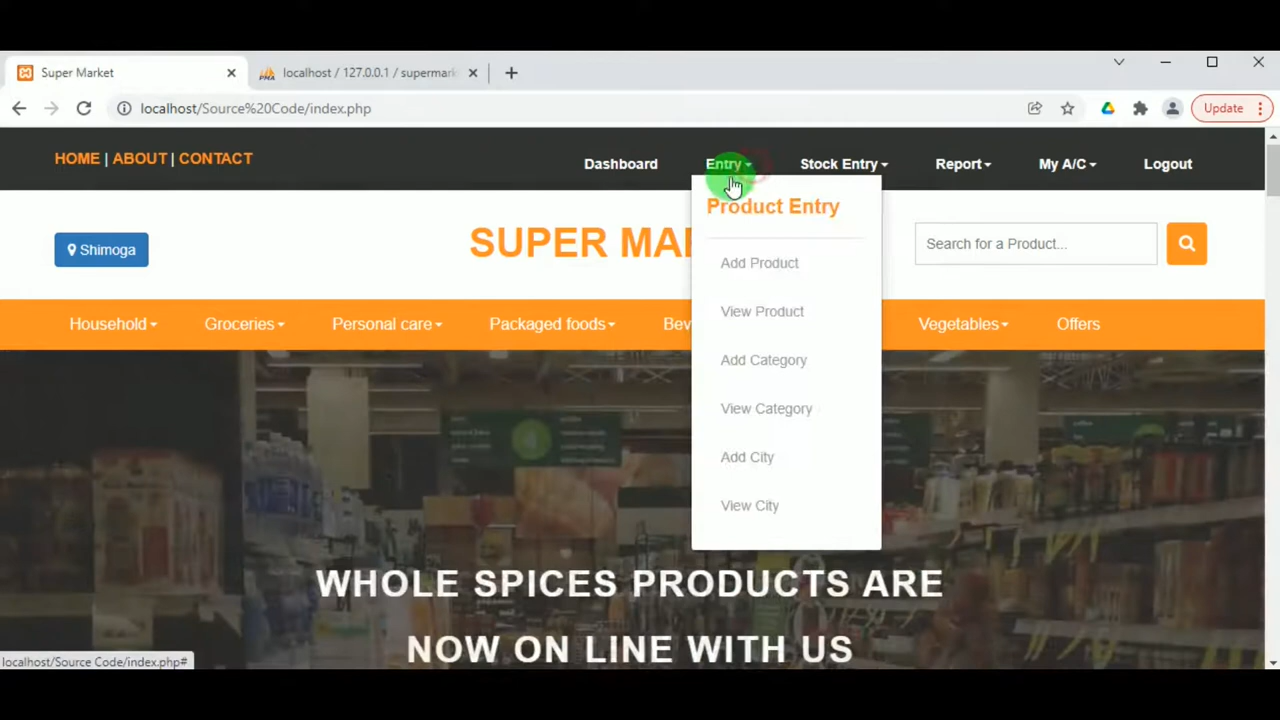 Super Market
PMA localhost / 127.0.0.1 / supermark
localhost/Source%20Code/index.php
Update
HOME | ABOUT | CONTACT
Dashboard
Entry
Stock Entry
Report
My A/C
Logout
Product Entry
Add Product
View Product
Add Category
View Category
Add City
View City
Shimoga
SUPER MAR
Search for a Product...
Household
Groceries
Personal care
Packaged foods
Bev
Vegetables
Offers
WHOLE SPICES PRODUCTS ARE
NOW ON LINE WITH US
localhost/Source Code/index.php#